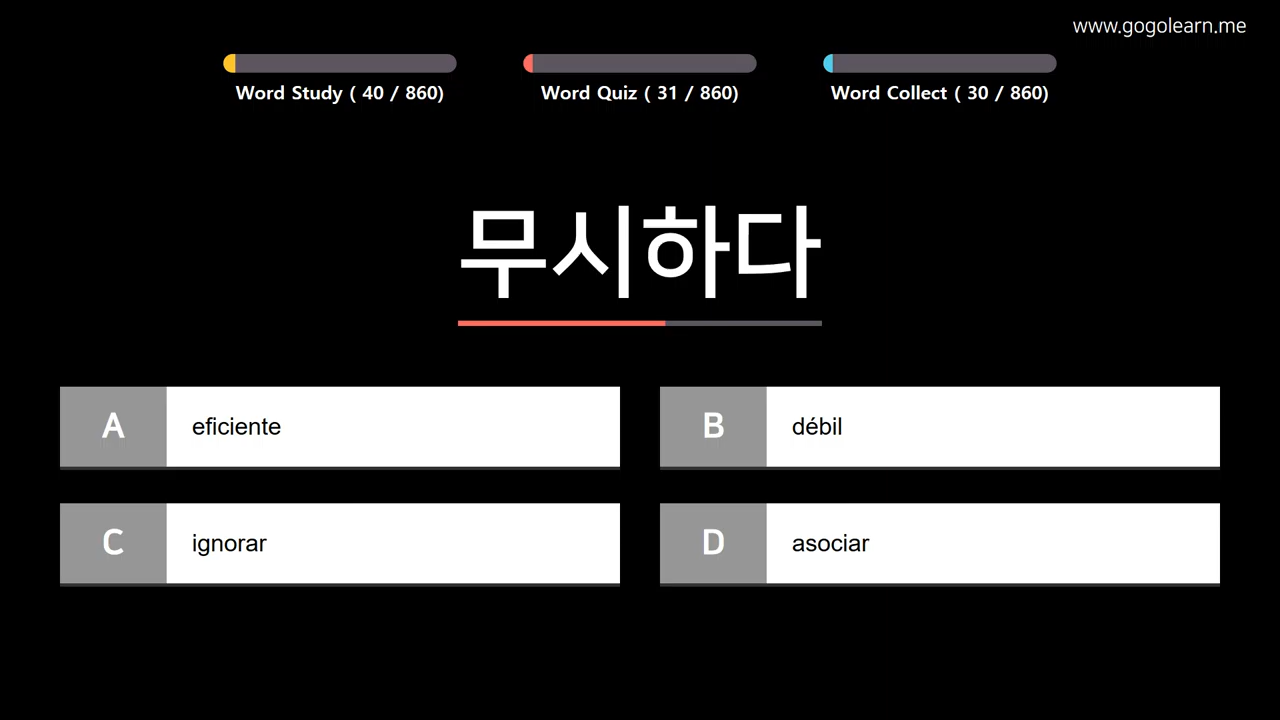 www.gogolearn.me
Word Study ( 40 / 860)
Word Quiz ( 31 / 860)
Word Collect ( 30 / 860)
무시하다
A eficiente
B débil
C ignorar
D asociar